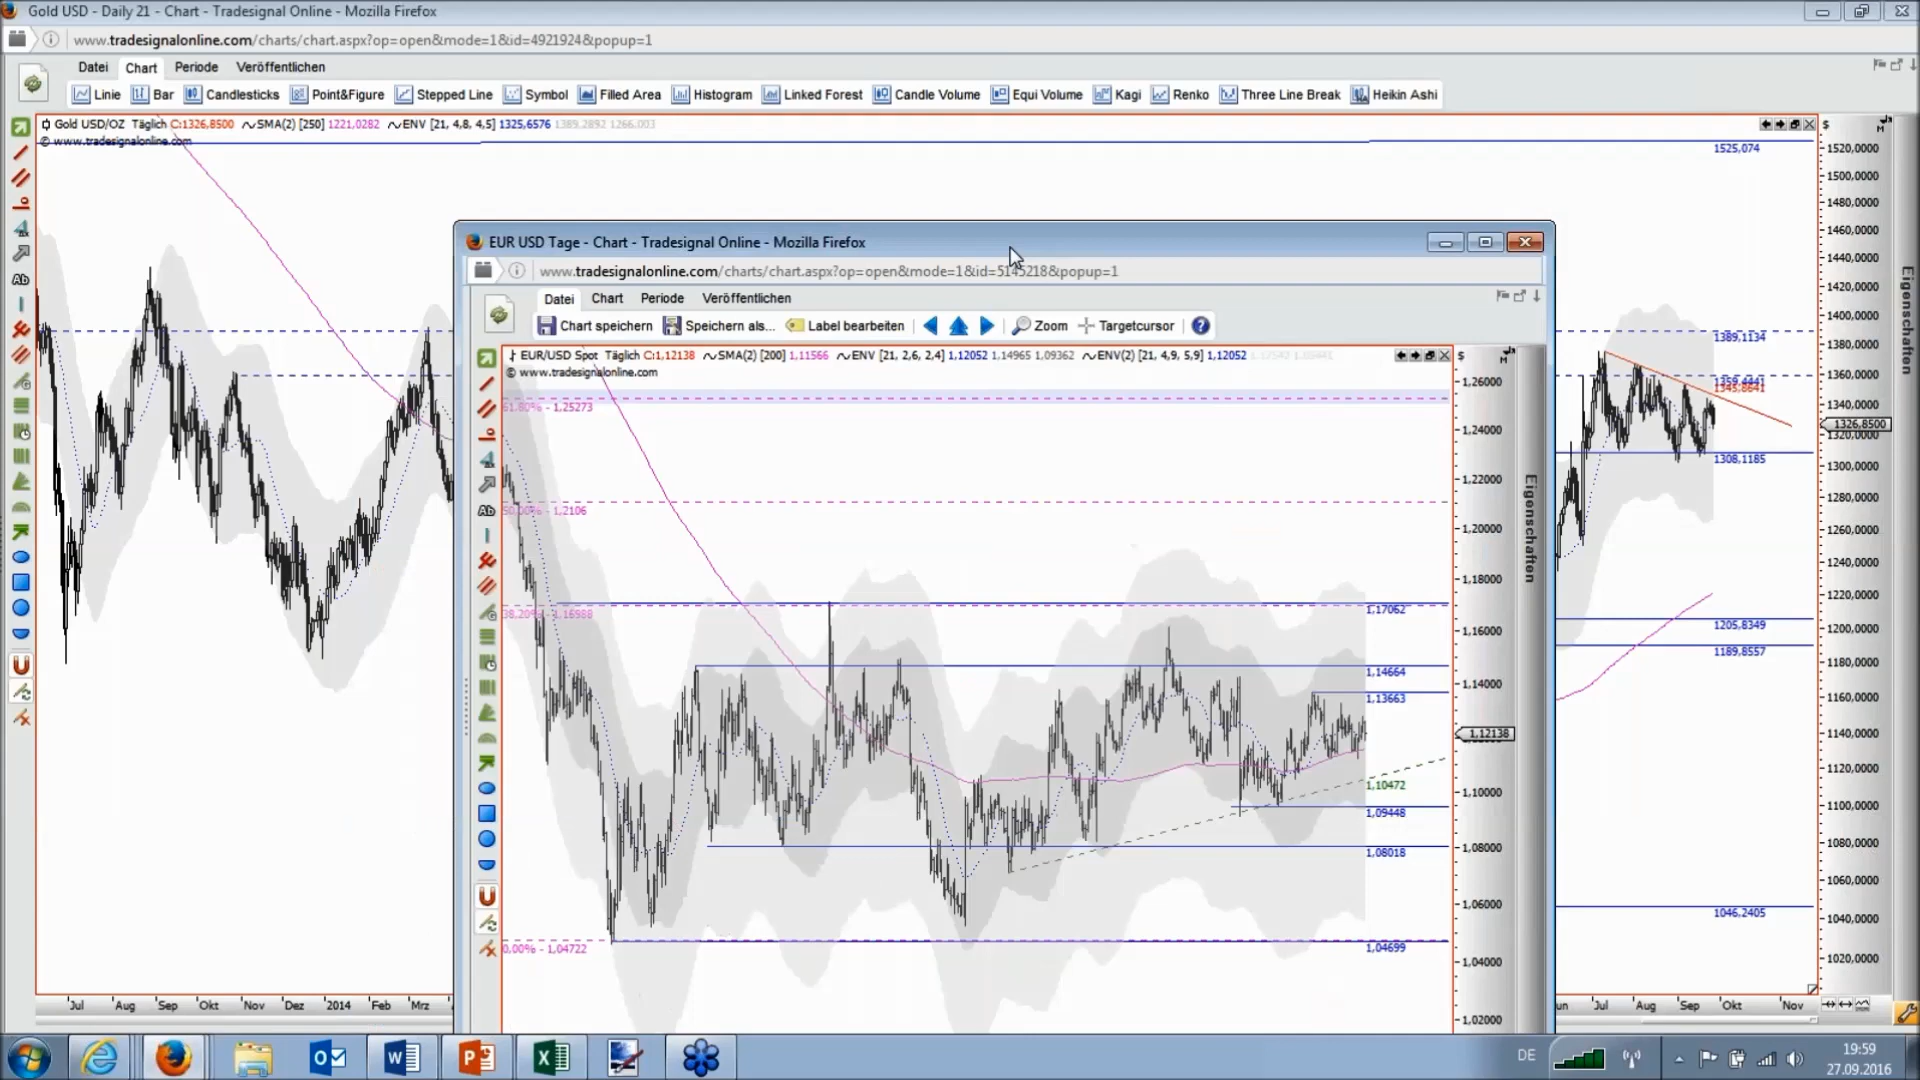 Gold USD - Daily 21 - Chart - Tradesignal Online - Mozilla Firefox
www.tradesignalonline.com/charts/chart.aspx?op=open&mode=1&id=4921924&popup=1
Datei Chart Periode Veröffentlichen
Linie Bar Candlesticks Point&Figure Stepped Line Symbol Filled Area Histogram Linked Forest Candle Volume Equi Volume Kagi Renko Three Line Break Heikin Ashi
Gold USD/OZ Täglich C:1326,8500 SMA(2) [250] 1221,0282 ENV [21, 4,8, 4,5] 1325,6576 1389.2892 1266.003
© www.tradesignalonline.com
$
1525,074
1389,1134
1345,8641
1308,1185
1205,8349
1189,8557
1046,2405
1520,0000
1500,0000
1480,0000
1460,0000
1440,0000
1420,0000
1400,0000
1380,0000
1360,0000
1340,0000
1326,8500
1320,0000
1300,0000
1280,0000
1260,0000
1240,0000
1220,0000
1200,0000
1180,0000
1160,0000
1140,0000
1120,0000
1100,0000
1080,0000
1060,0000
1040,0000
1020,0000
Eigenschaften
Jul Aug Sep Okt Nov Dez 2014 Feb Mrz
un Jul Aug Sep Okt Nov
Ab
EUR USD Tage - Chart - Tradesignal Online - Mozilla Firefox
www.tradesignalonline.com/charts/chart.aspx?op=open&mode=1&id=5145218&popup=1
Datei Chart Periode Veröffentlichen
Chart speichern Speichern als... Label bearbeiten Zoom Targetcursor ?
EUR/USD Spot Täglich C:1,12138 SMA(2) [200] 1,11566 ENV [21, 2,6, 2,4] 1,12052 1,14965 1,09362 ENV(2) [21, 4,9, 5,9] 1,12052
© www.tradesignalonline.com
$
61,80% - 1,25273
50,00% - 1,2106
38,20% - 1,16988
0,00% - 1,04722
1,17062
1,14664
1,13663
1,10472
1,09448
1,08018
1,04699
1,26000
1,24000
1,22000
1,20000
1,18000
1,16000
1,14000
1,12138
1,10000
1,08000
1,06000
1,04000
1,02000
Eigenschaften
Ab
DE
19:59
27.09.2016